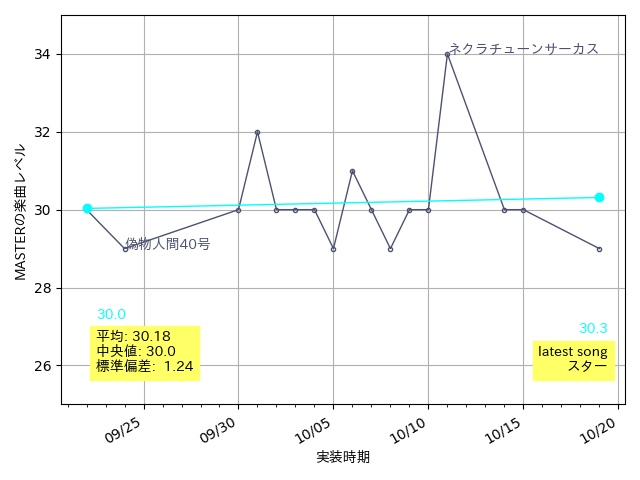 34
32
30
28
26
MASTERの楽曲レベル
ネクラチューンサーカス
偽物人間40号
30.0
平均: 30.18
中央値: 30.0
標準偏差: 1.24
30.3
latest song
スター
09/25
09/30
10/05
10/10
10/15
10/20
実装時期